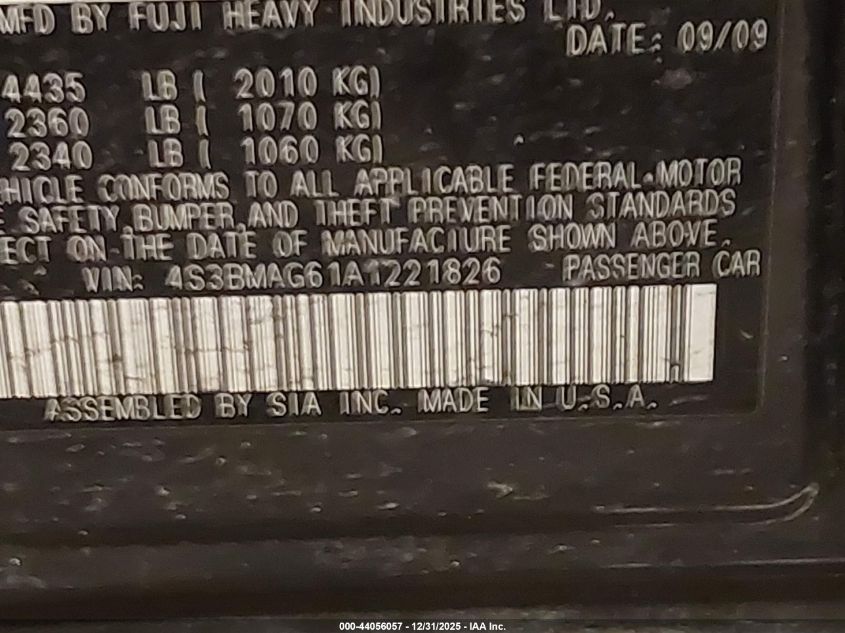 MFD BY FUJI HEAVY INDUSTRIES LTD.
DATE: 09/09
4435 LB ( 2010 KG)
2360 LB ( 1070 KG)
2340 LB ( 1060 KG)
EHICLE CONFORMS TO ALL APPLICABLE FEDERAL MOTOR
E SAFETY, BUMPER, AND THEFT PREVENTION STANDARDS
ECT ON THE DATE OF MANUFACTURE SHOWN ABOVE.
VIN: 4S3BMAG61A1221826 PASSENGER CAR
ASSEMBLED BY SIA INC. MADE IN U.S.A.
000-44056057 - 12/31/2025 - IAA Inc.